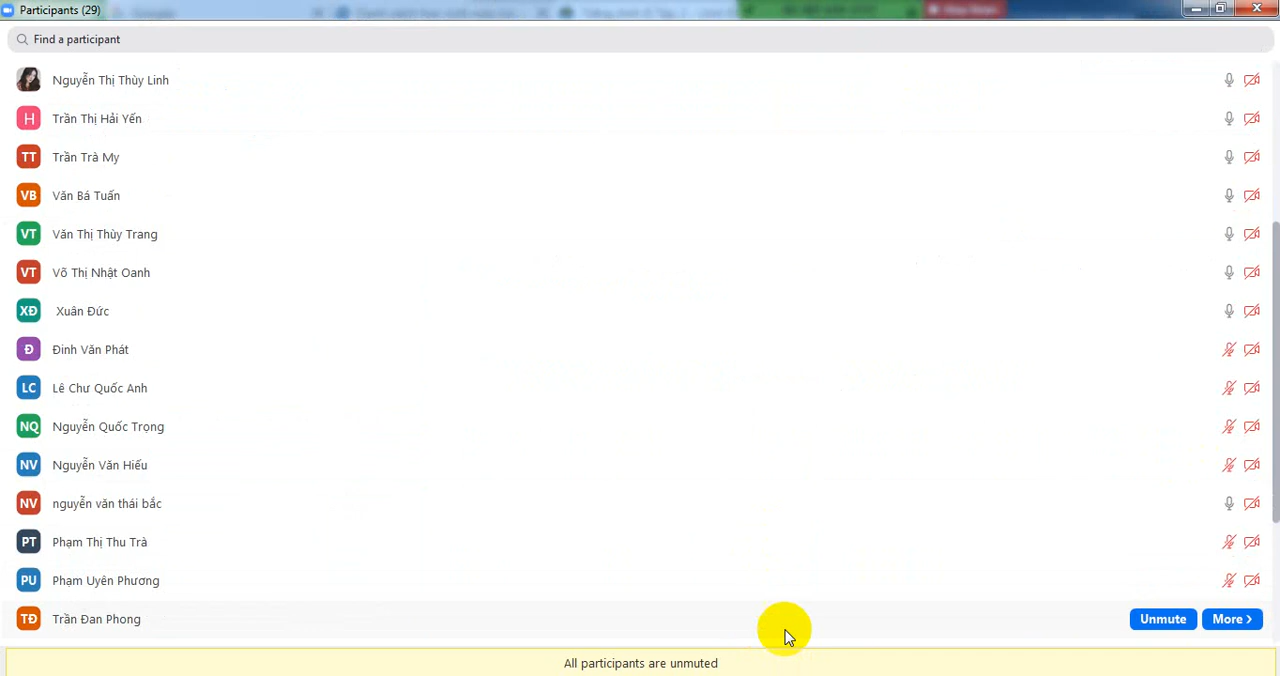 Participants (29)
Find a participant
Nguyễn Thị Thùy Linh
H Trần Thị Hải Yến
TT Trần Trà My
VB Văn Bá Tuấn
VT Văn Thị Thùy Trang
VT Võ Thị Nhật Oanh
XĐ Xuân Đức
Đ Đinh Văn Phát
LC Lê Chư Quốc Anh
NQ Nguyễn Quốc Trọng
NV Nguyễn Văn Hiếu
NV nguyễn văn thái bắc
PT Phạm Thị Thu Trà
PU Phạm Uyên Phương
TĐ Trần Đan Phong Unmute More >
All participants are unmuted